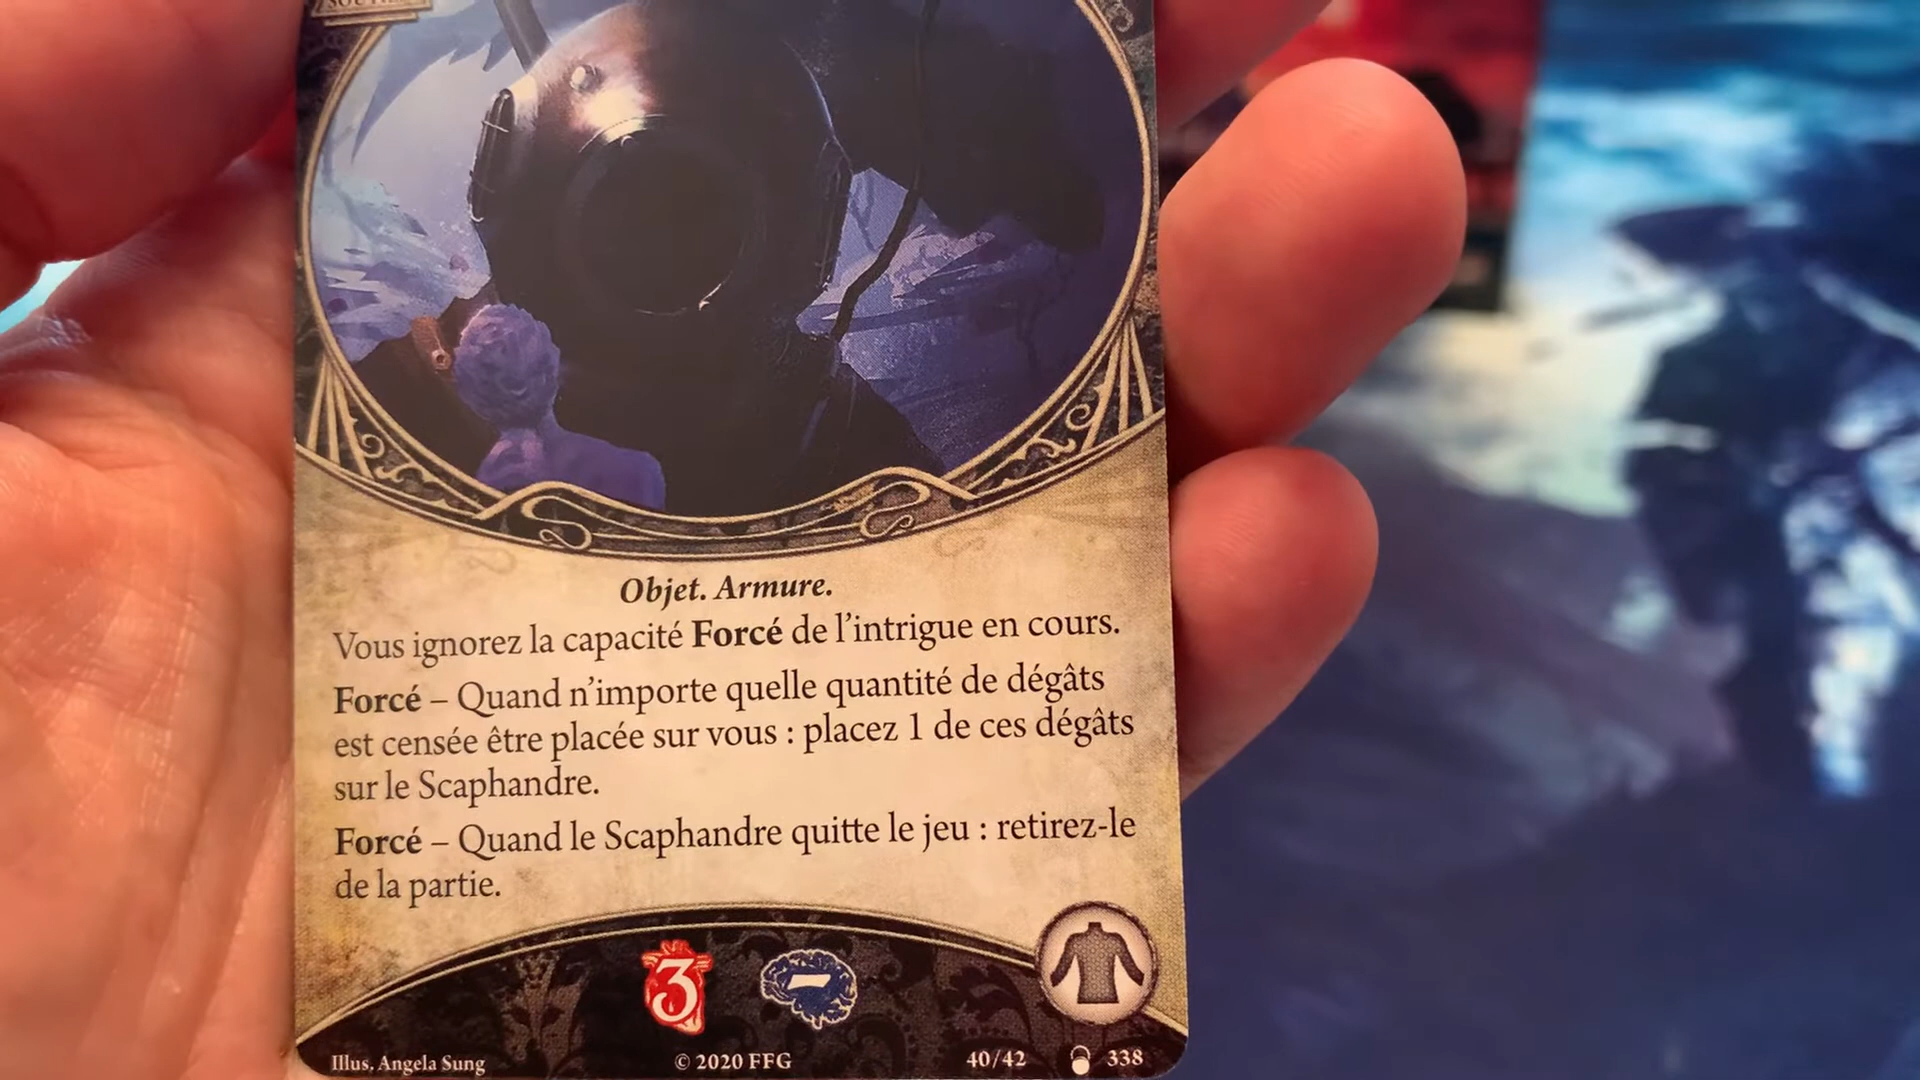 Objet. Armure.
Vous ignorez la capacité Forcé de l'intrigue en cours.
Forcé – Quand n'importe quelle quantité de dégâts
est censée être placée sur vous : placez 1 de ces dégâts
sur le Scaphandre.
Forcé – Quand le Scaphandre quitte le jeu : retirez-le
de la partie.
3
–
Illus. Angela Sung
© 2020 FFG
40/42
338